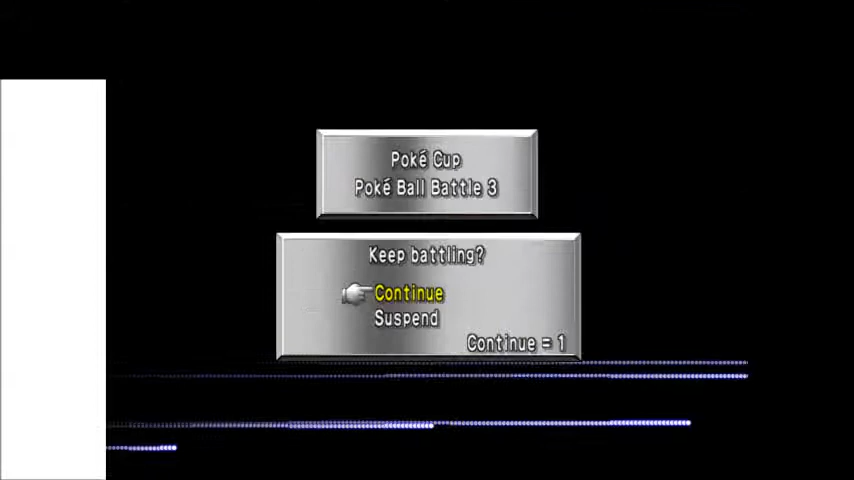 Poké Cup
Poké Ball Battle 3
Keep battling?
Continue
Suspend
Continue = 1